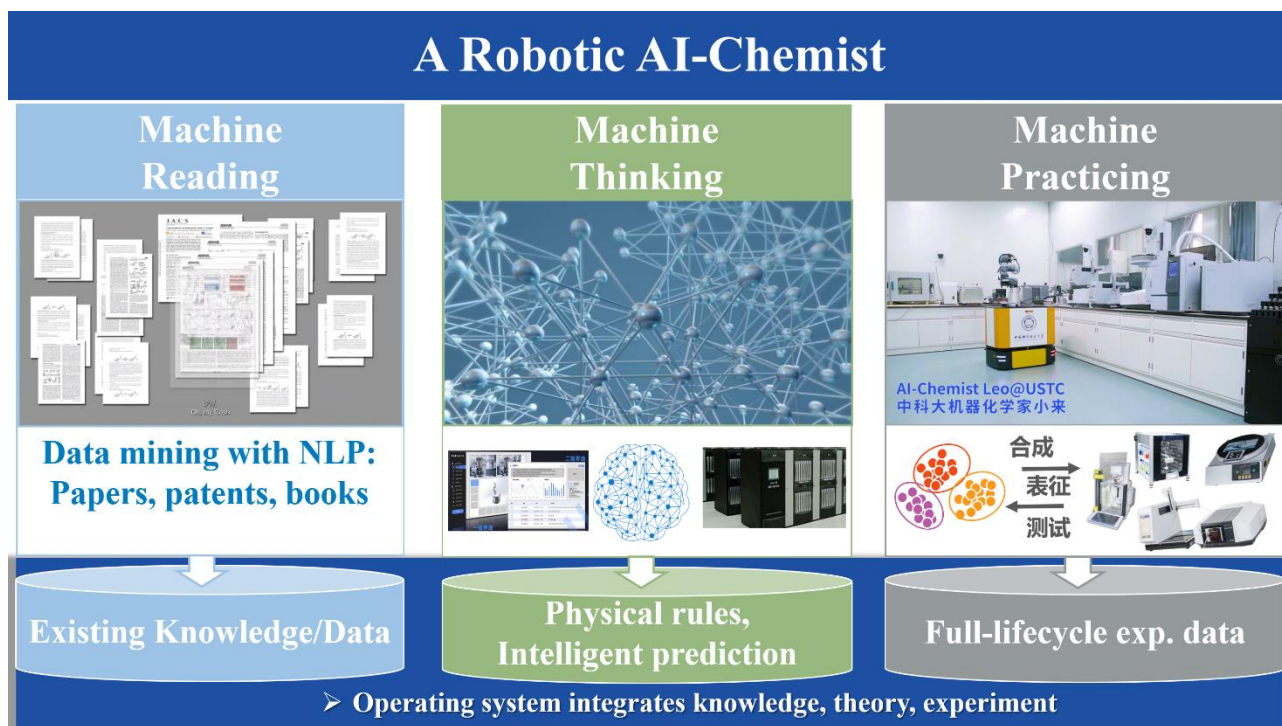 A Robotic AI-Chemist
Machine
Reading
J.A.C.S
Data mining with NLP:
Papers, patents, books
Existing Knowledge/Data
Machine
Thinking
Physical rules,
Intelligent prediction
Machine
Practicing
AI-Chemist Leo@USTC
中科大机器化学家小来
合成
表征
测试
Full-lifecycle exp. data
➢ Operating system integrates knowledge, theory, experiment